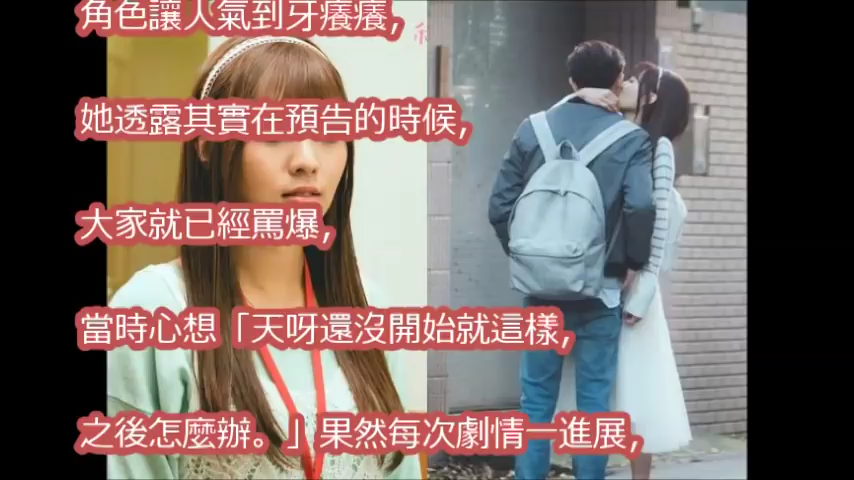 角色讓人氣到牙癢癢,
她透露其實在預告的時候,
大家就已經罵爆,
當時心想「天呀還沒開始就這樣,
之後怎麼辦。」果然每次劇情一進展,